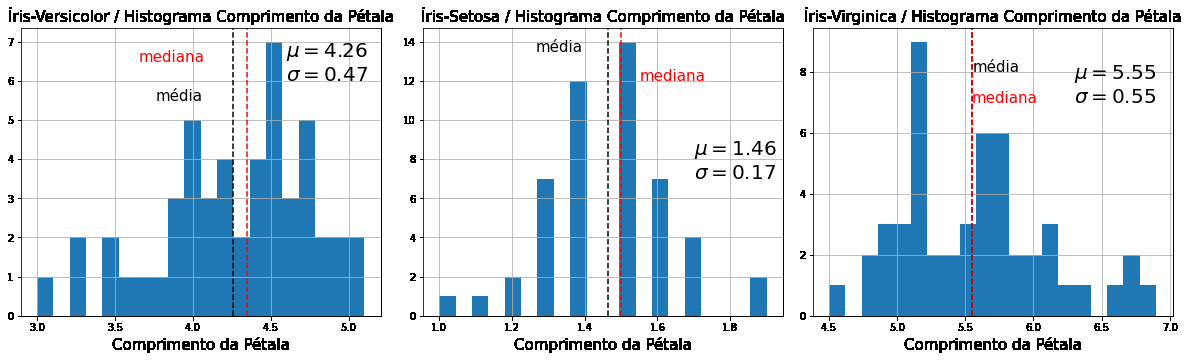 Íris-Versicolor / Histograma Comprimento da Pétala
7
6
5
4
3
2
1
0
mediana
média
μ = 4.26
σ = 0.47
3.0 3.5 4.0 4.5 5.0
Comprimento da Pétala
Íris-Setosa / Histograma Comprimento da Pétala
14
12
10
8
6
4
2
0
média
mediana
μ = 1.46
σ = 0.17
1.0 1.2 1.4 1.6 1.8
Comprimento da Pétala
Íris-Virginica / Histograma Comprimento da Pétala
8
6
4
2
0
média
mediana
μ = 5.55
σ = 0.55
4.5 5.0 5.5 6.0 6.5 7.0
Comprimento da Pétala